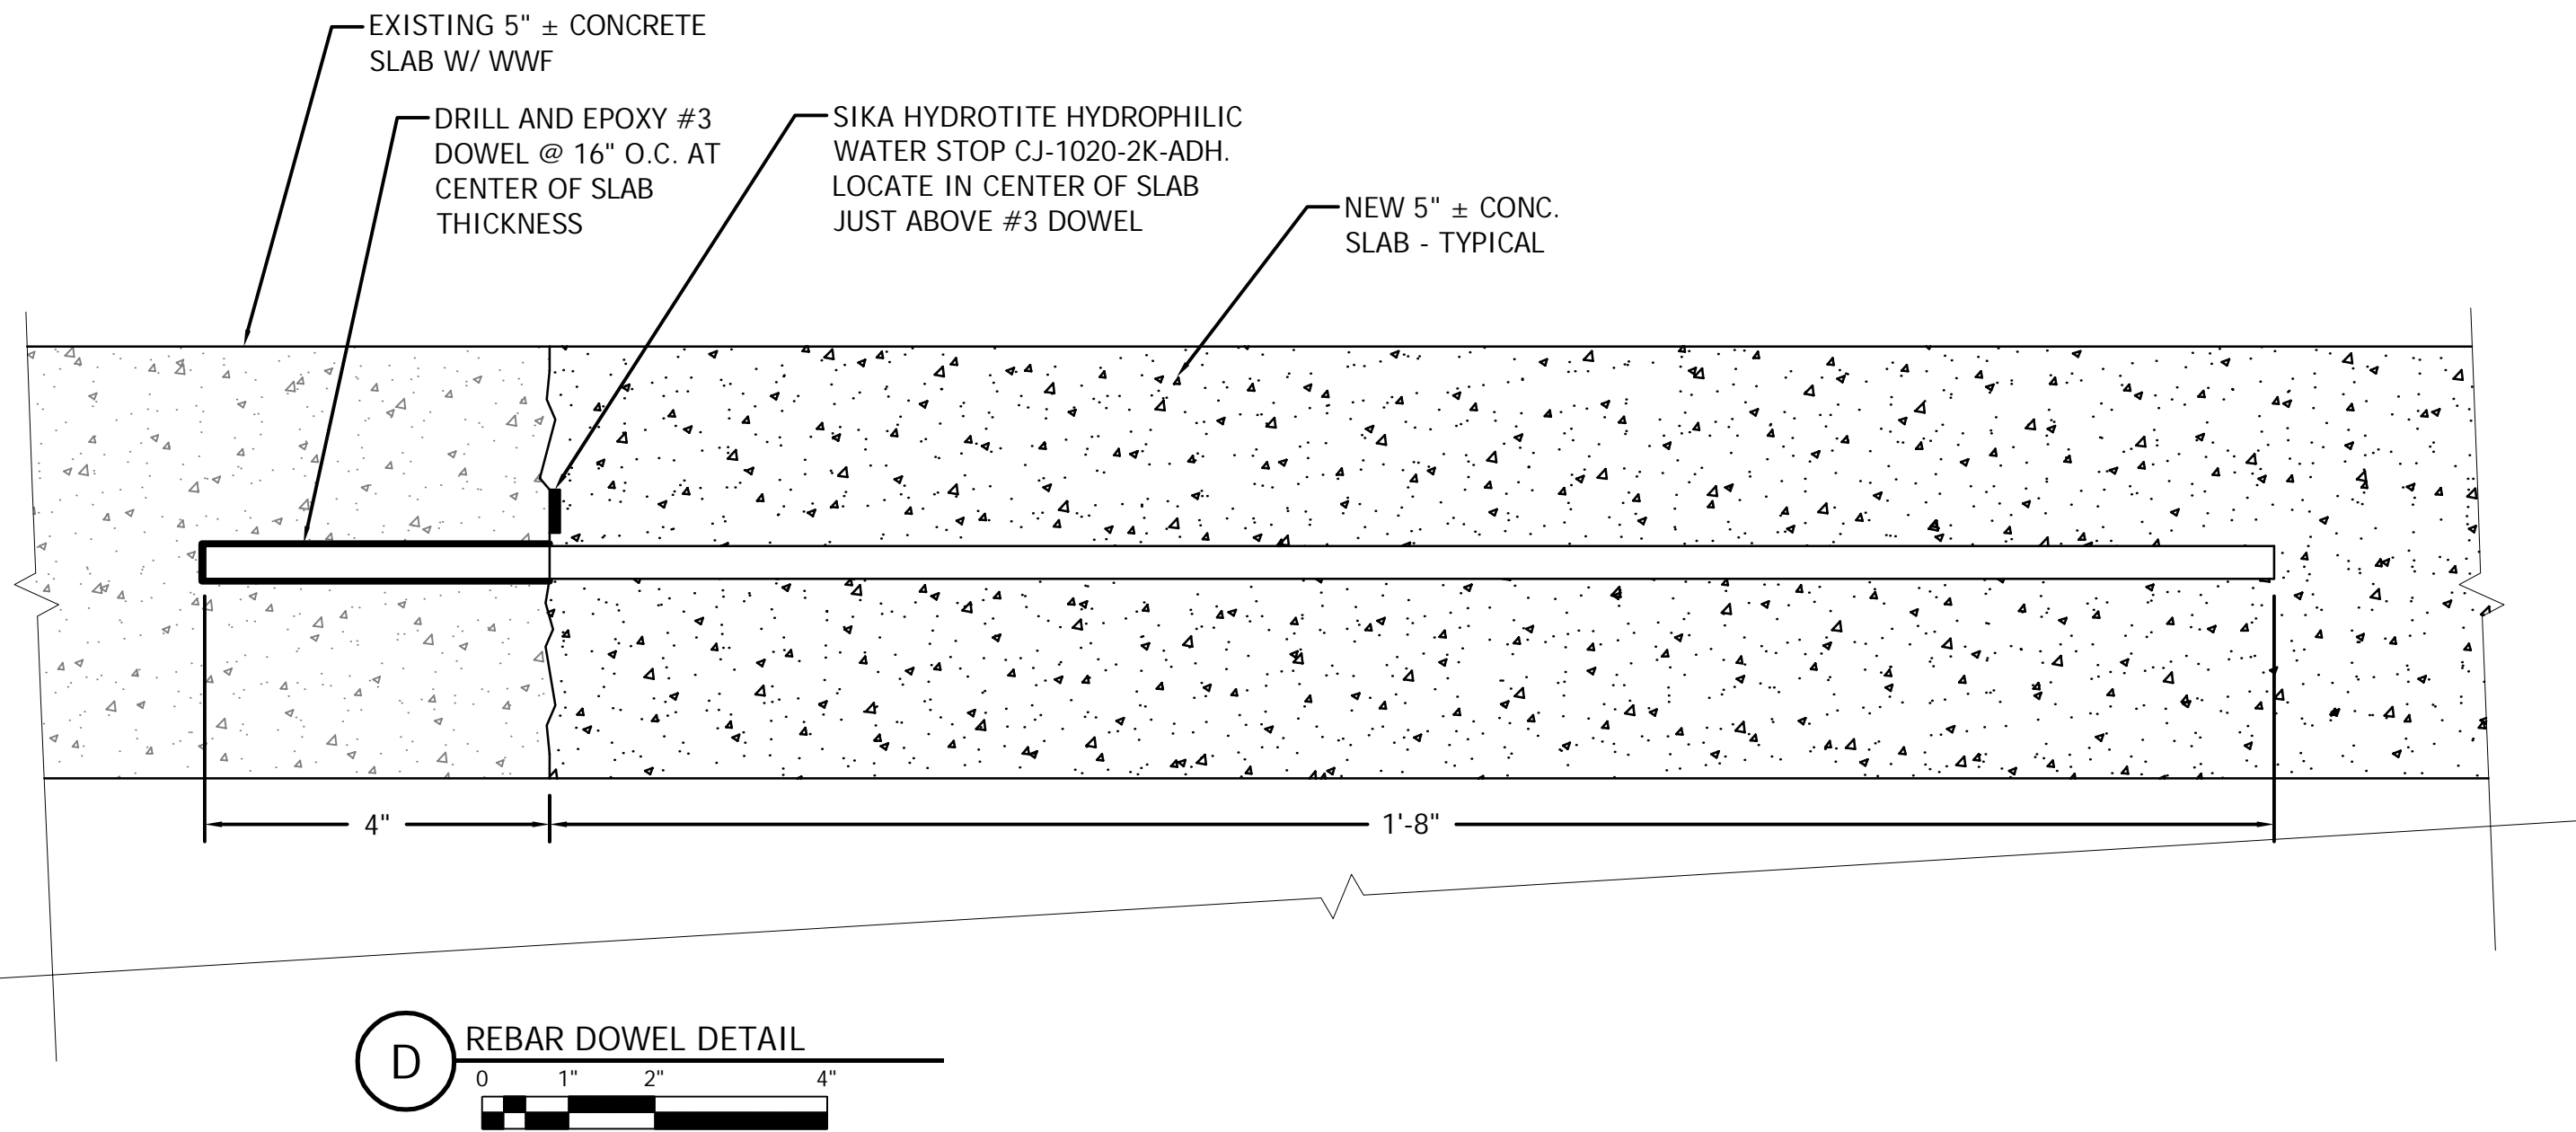 EXISTING 5" ± CONCRETE
SLAB W/ WWF
DRILL AND EPOXY #3
DOWEL @ 16" O.C. AT
CENTER OF SLAB
THICKNESS
SIKA HYDROTITE HYDROPHILIC
WATER STOP CJ-1020-2K-ADH.
LOCATE IN CENTER OF SLAB
JUST ABOVE #3 DOWEL
NEW 5" ± CONC.
SLAB - TYPICAL
4"
1'-8"
D
REBAR DOWEL DETAIL
0 1" 2" 4"